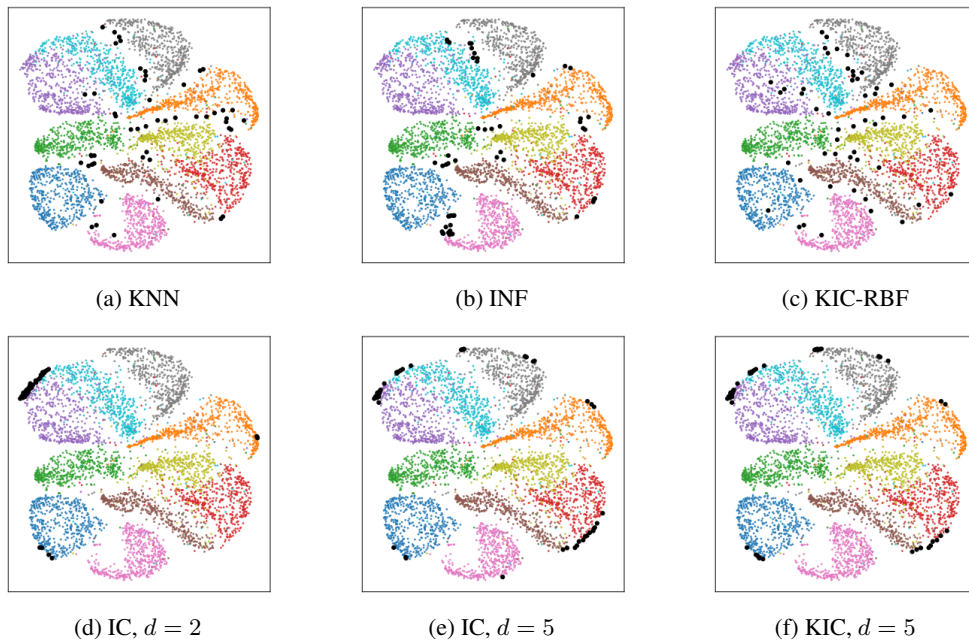 (a) KNN
(b) INF
(c) KIC-RBF
(d) IC, d = 2
(e) IC, d = 5
(f) KIC, d = 5